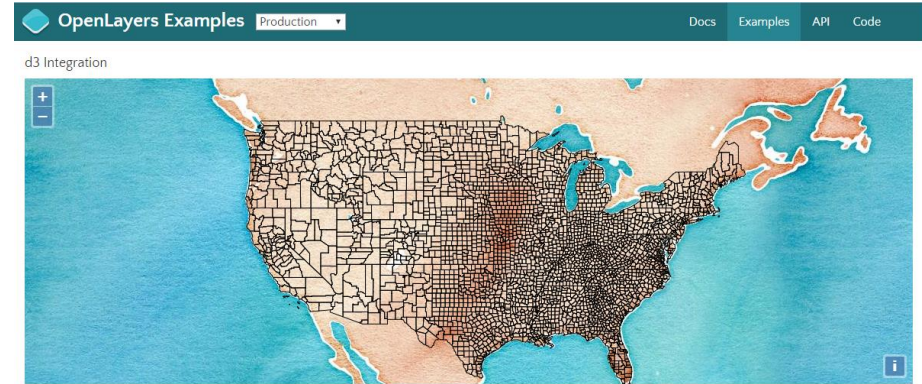 OpenLayers Examples Production Docs Examples API Code
d3 Integration
+
−
i